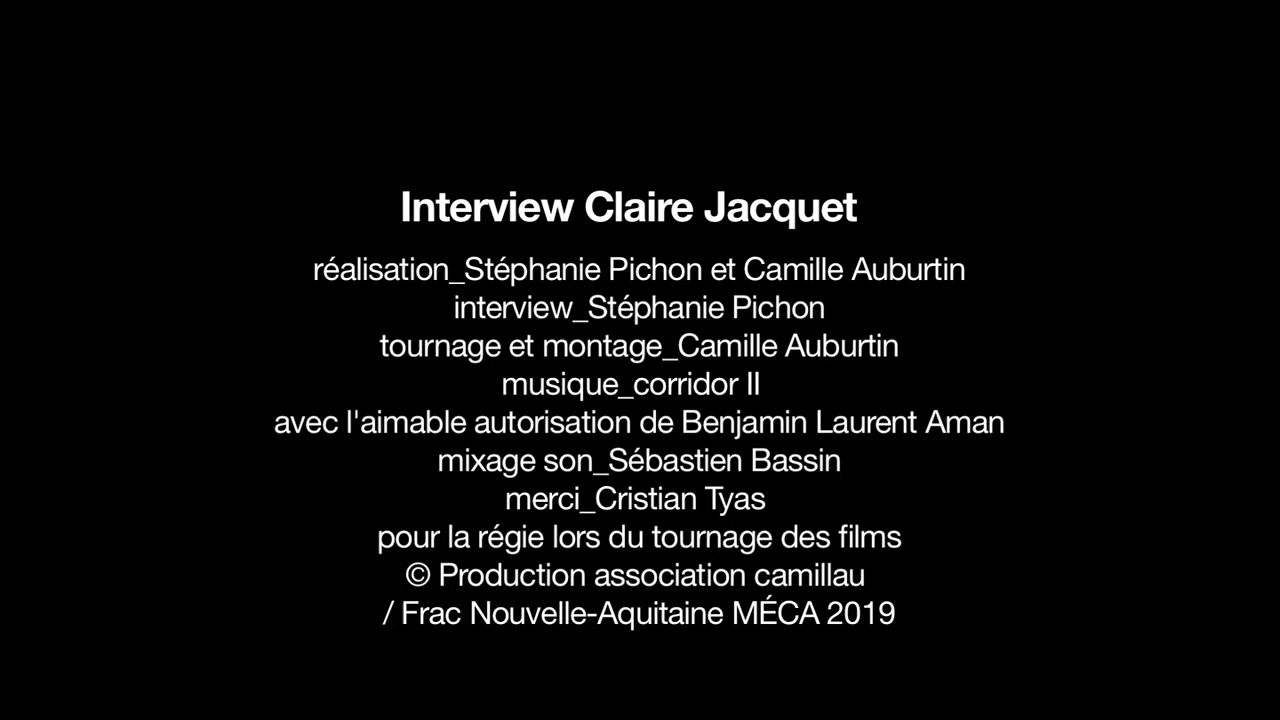 Interview Claire Jacquet
réalisation_Stéphanie Pichon et Camille Auburtin
interview_Stéphanie Pichon
tournage et montage_Camille Auburtin
musique_corridor II
avec l'aimable autorisation de Benjamin Laurent Aman
mixage son_Sébastien Bassin
merci_Cristian Tyas
pour la régie lors du tournage des films
© Production association camillau
/ Frac Nouvelle-Aquitaine MÉCA 2019